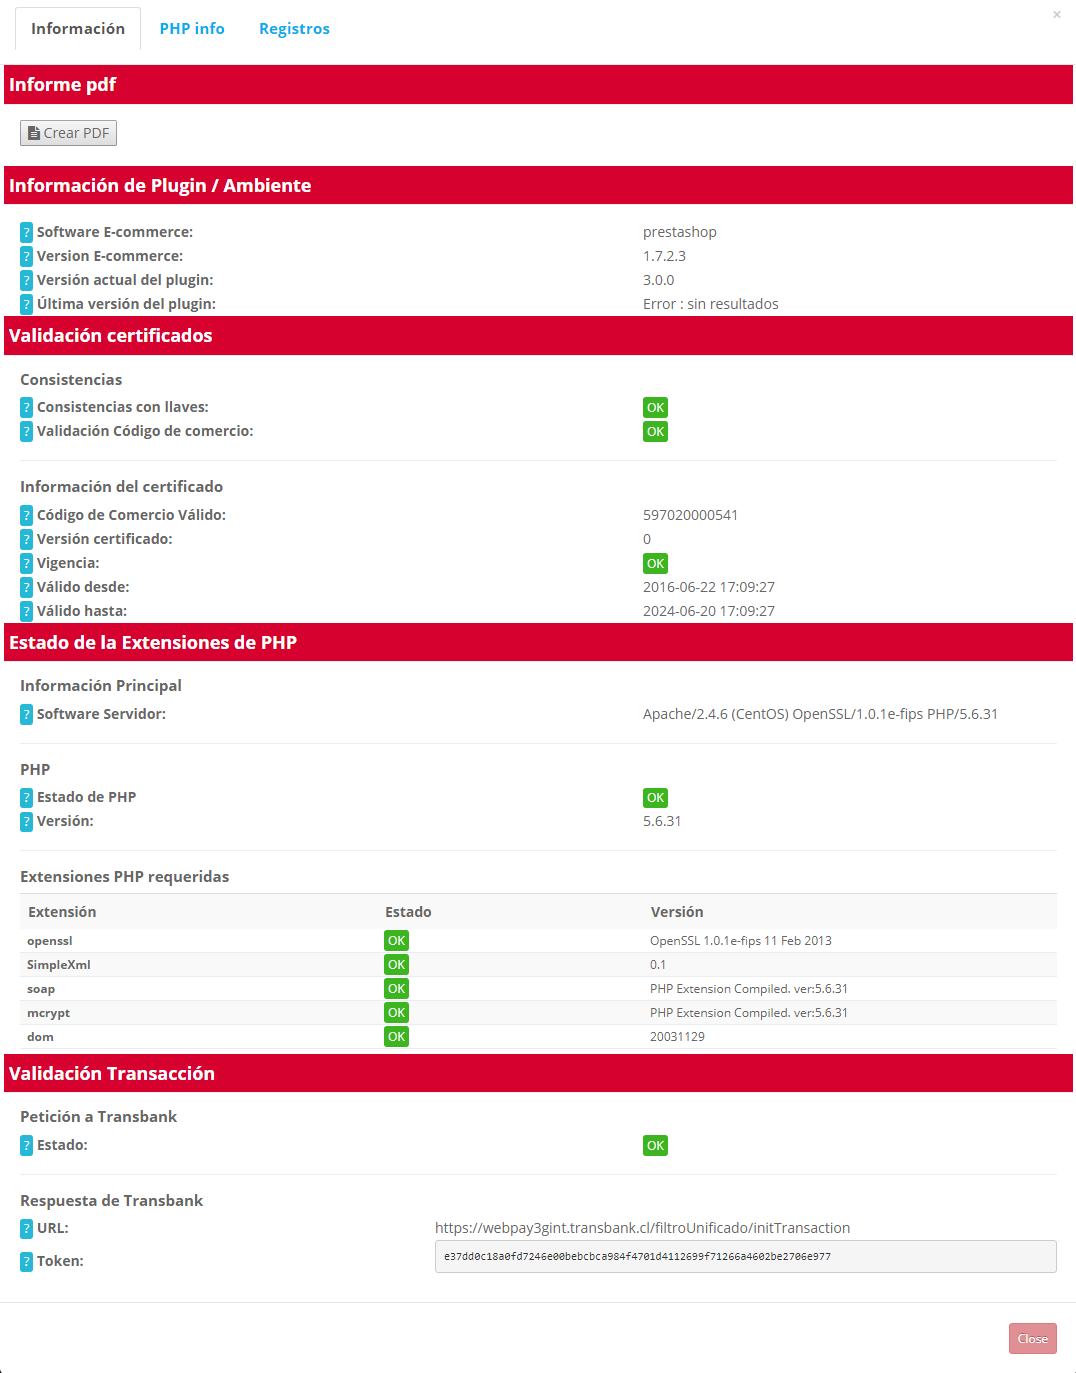 Información PHP info Registros ×
Informe pdf
Crear PDF
Información de Plugin / Ambiente
? Software E-commerce: prestashop
? Version E-commerce: 1.7.2.3
? Versión actual del plugin: 3.0.0
? Última versión del plugin: Error : sin resultados
Validación certificados
Consistencias
? Consistencias con llaves: OK
? Validación Código de comercio: OK
Información del certificado
? Código de Comercio Válido: 597020000541
? Versión certificado: 0
? Vigencia: OK
? Válido desde: 2016-06-22 17:09:27
? Válido hasta: 2024-06-20 17:09:27
Estado de la Extensiones de PHP
Información Principal
? Software Servidor: Apache/2.4.6 (CentOS) OpenSSL/1.0.1e-fips PHP/5.6.31
PHP
? Estado de PHP OK
? Versión: 5.6.31
Extensiones PHP requeridas
Extensión Estado Versión
openssl OK OpenSSL 1.0.1e-fips 11 Feb 2013
SimpleXml OK 0.1
soap OK PHP Extension Compiled. ver:5.6.31
mcrypt OK PHP Extension Compiled. ver:5.6.31
dom OK 20031129
Validación Transacción
Petición a Transbank
? Estado: OK
Respuesta de Transbank
? URL: https://webpay3gint.transbank.cl/filtroUnificado/initTransaction
? Token: e37dd0c18a0fd7246e00bebcbca984f4701d4112699f71266a4602be2706e977
Close